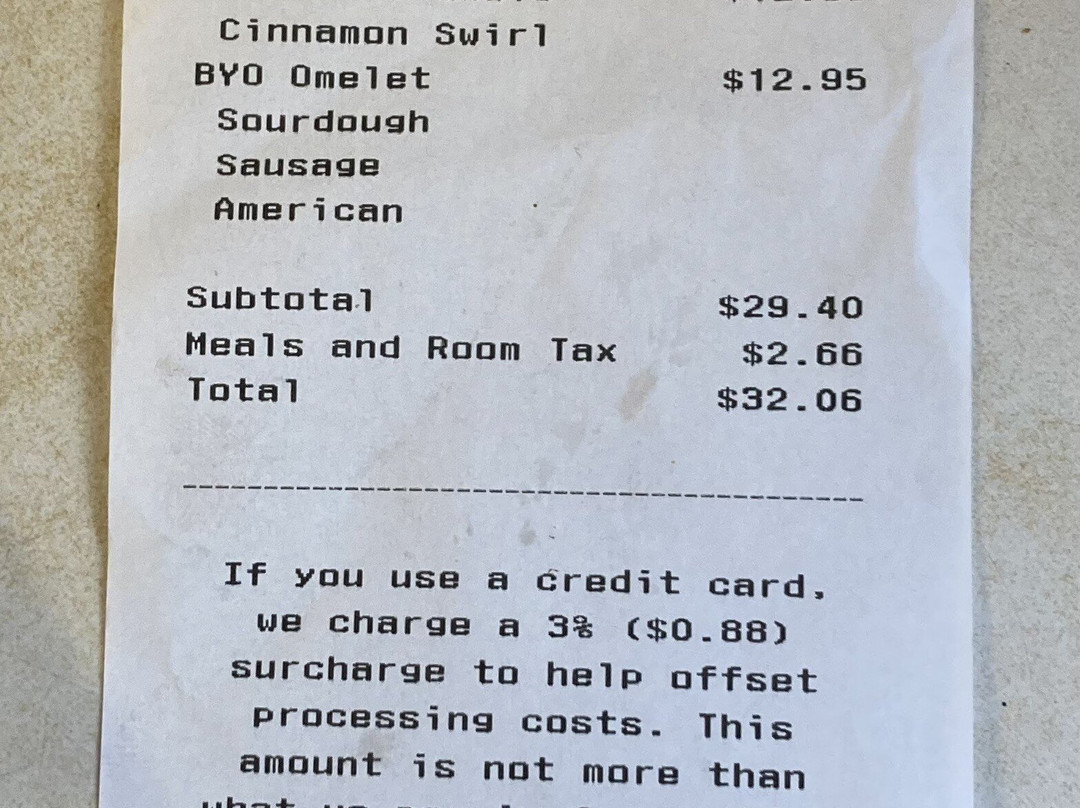 Cinnamon Swirl
BYO Omelet $12.95
Sourdough
Sausage
American
Subtotal $29.40
Meals and Room Tax $2.66
Total $32.06
If you use a credit card,
we charge a 3% ($0.88)
surcharge to help offset
processing costs. This
amount is not more than
what we